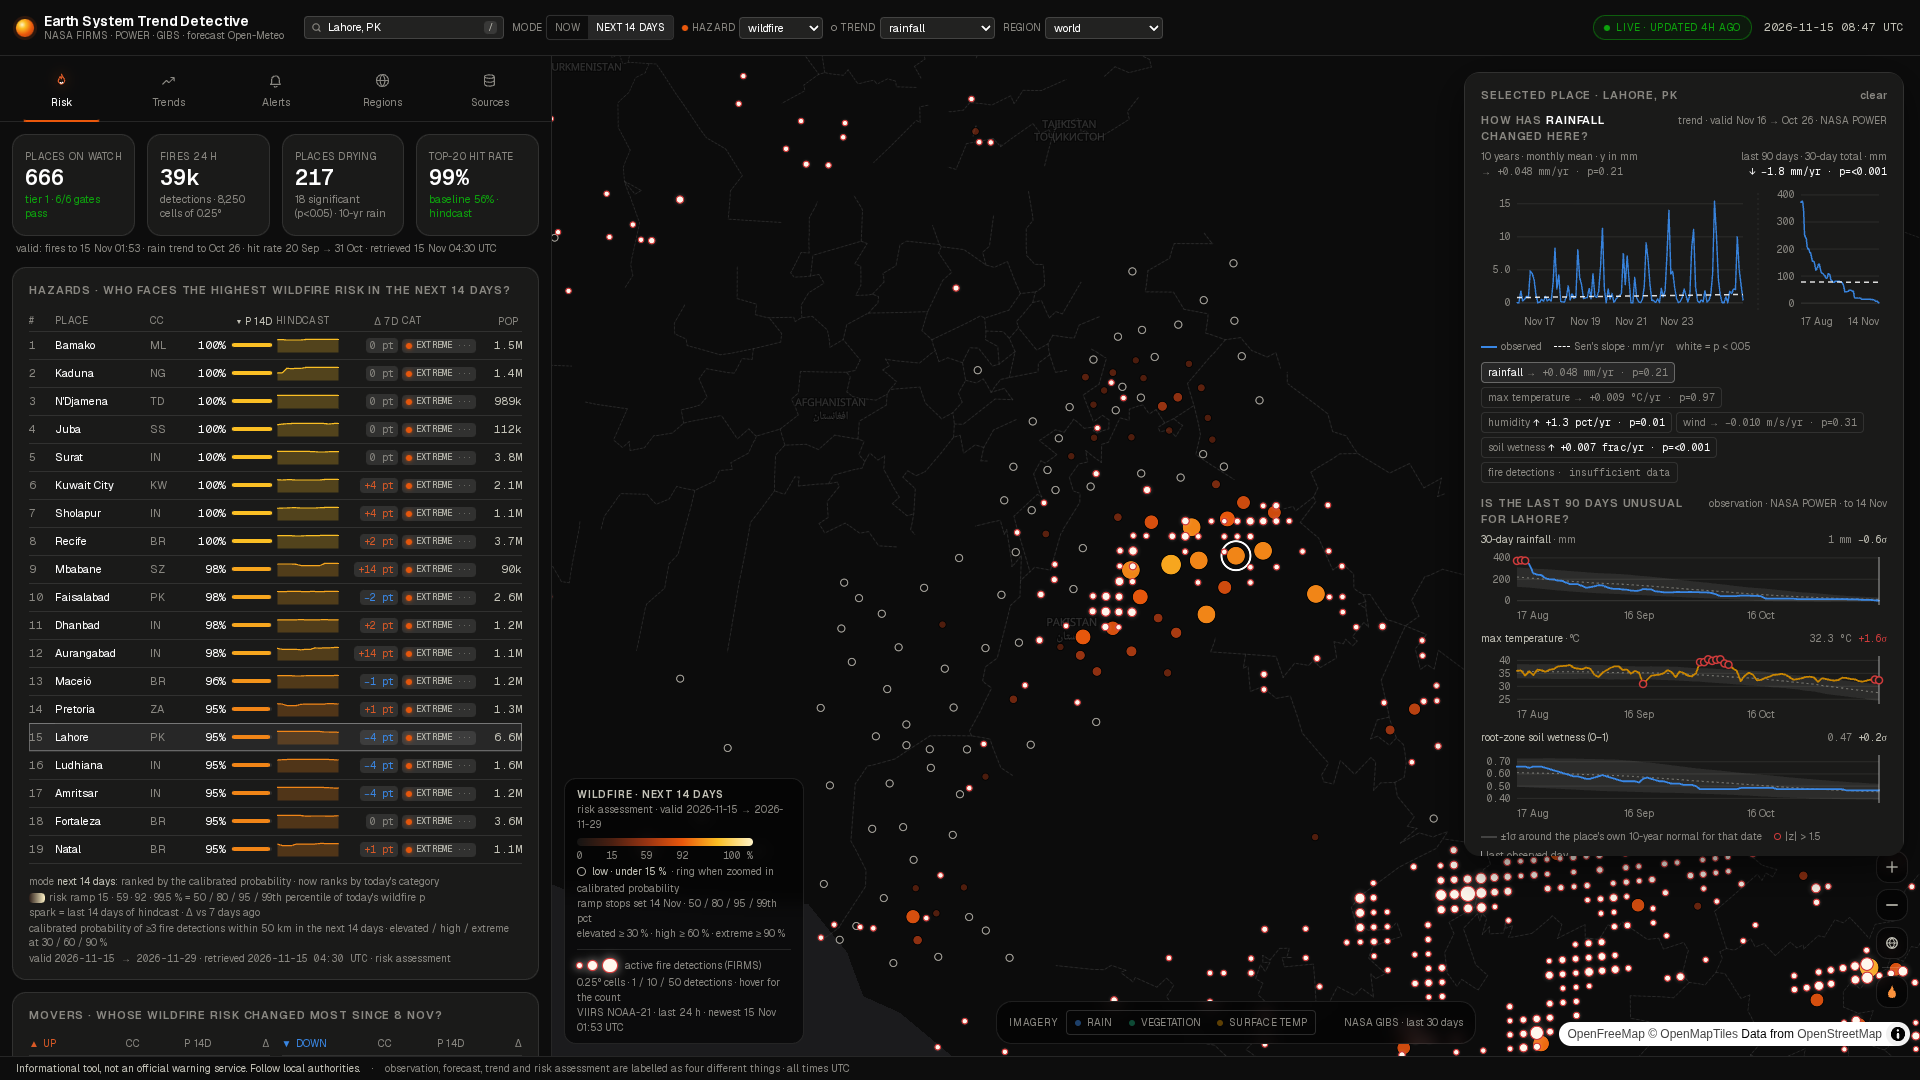 Earth System Trend Detective
NASA FIRMS · POWER · GIBS · forecast Open-Meteo
Lahore, PK /
MODE NOW NEXT 14 DAYS HAZARD wildfire TREND rainfall REGION world
LIVE · UPDATED 4H AGO 2026-11-15 08:47 UTC
Risk Trends Alerts Regions Sources
PLACES ON WATCH
666
tier 1 · 6/6 gates
pass
FIRES 24 H
39k
detections · 8,250
cells of 0.25°
PLACES DRYING
217
18 significant
(p<0.05) · 10-yr rain
TOP-20 HIT RATE
99%
baseline 56% ·
hindcast
valid: fires to 15 Nov 01:53 · rain trend to Oct 26 · hit rate 20 Sep → 31 Oct · retrieved 15 Nov 04:30 UTC
HAZARDS · WHO FACES THE HIGHEST WILDFIRE RISK IN THE NEXT 14 DAYS?
# PLACE CC ▼ P 14D HINDCAST Δ 7D CAT POP
1 Bamako ML 100% 0 pt EXTREME --- 1.5M
2 Kaduna NG 100% 0 pt EXTREME --- 1.4M
3 N'Djamena TD 100% 0 pt EXTREME --- 989k
4 Juba SS 100% 0 pt EXTREME --- 112k
5 Surat IN 100% 0 pt EXTREME --- 3.8M
6 Kuwait City KW 100% +4 pt EXTREME --- 2.1M
7 Sholapur IN 100% +4 pt EXTREME --- 1.1M
8 Recife BR 100% +2 pt EXTREME --- 3.7M
9 Mbabane SZ 98% +14 pt EXTREME --- 90k
10 Faisalabad PK 98% −2 pt EXTREME --- 2.6M
11 Dhanbad IN 98% +2 pt EXTREME --- 1.2M
12 Aurangabad IN 98% +14 pt EXTREME --- 1.1M
13 Maceió BR 96% −1 pt EXTREME --- 1.2M
14 Pretoria ZA 95% +1 pt EXTREME --- 1.3M
15 Lahore PK 95% −4 pt EXTREME --- 6.6M
16 Ludhiana IN 95% −4 pt EXTREME --- 1.6M
17 Amritsar IN 95% −4 pt EXTREME --- 1.2M
18 Fortaleza BR 95% 0 pt EXTREME --- 3.6M
19 Natal BR 95% +1 pt EXTREME --- 1.1M
mode next 14 days: ranked by the calibrated probability · now ranks by today's category
risk ramp 15 · 59 · 92 · 99.5 % = 50 / 80 / 95 / 99th percentile of today's wildfire p
spark = last 14 days of hindcast · Δ vs 7 days ago
calibrated probability of ≥3 fire detections within 50 km in the next 14 days · elevated / high / extreme
at 30 / 60 / 90 %
valid 2026-11-15 → 2026-11-29 · retrieved 2026-11-15 04:30 UTC · risk assessment
MOVERS · WHOSE WILDFIRE RISK CHANGED MOST SINCE 8 NOV?
▲ UP CC P 14D Δ ▼ DOWN CC P 14D Δ
URKMENISTAN
TAJIKISTAN
ТОҶИКИСТОН
AFGHANISTAN
افغانستان
PAKISTAN
WILDFIRE · NEXT 14 DAYS
risk assessment · valid 2026-11-15 → 2026-
11-29
0 15 59 92 100 %
low · under 15 % · ring when zoomed in
calibrated probability
ramp stops set 14 Nov · 50 / 80 / 95 / 99th
pct
elevated ≥ 30 % · high ≥ 60 % · extreme ≥ 90 %
active fire detections (FIRMS)
0.25° cells · 1 / 10 / 50 detections · hover for
the count
VIIRS NOAA-21 · last 24 h · newest 15 Nov
01:53 UTC
IMAGERY RAIN VEGETATION SURFACE TEMP NASA GIBS · last 30 days
SELECTED PLACE · LAHORE, PK clear
HOW HAS RAINFALL
CHANGED HERE?
trend · valid Nov 16 → Oct 26 · NASA POWER
10 years · monthly mean · y in mm
→ +0.048 mm/yr · p=0.21
last 90 days · 30-day total · mm
↓ −1.8 mm/yr · p=<0.001
15
10
5.0
0
Nov 17 Nov 19 Nov 21 Nov 23
400
300
200
100
0
17 Aug 14 Nov
observed Sen's slope · mm/yr white = p < 0.05
rainfall → +0.048 mm/yr · p=0.21
max temperature → +0.009 °C/yr · p=0.97
humidity ↑ +1.3 pct/yr · p=0.01 wind → −0.010 m/s/yr · p=0.31
soil wetness ↑ +0.007 frac/yr · p=<0.001
fire detections · insufficient data
IS THE LAST 90 DAYS UNUSUAL
FOR LAHORE?
observation · NASA POWER · to 14 Nov
30-day rainfall · mm 1 mm −0.6σ
400
200
0
17 Aug 16 Sep 16 Oct
max temperature · °C 32.3 °C +1.6σ
40
35
30
25
17 Aug 16 Sep 16 Oct
root-zone soil wetness (0–1) 0.47 +0.2σ
0.70
0.60
0.50
0.40
17 Aug 16 Sep 16 Oct
±1σ around the place's own 10-year normal for that date |z| > 1.5
| last observed day
OpenFreeMap © OpenMapTiles Data from OpenStreetMap
Informational tool, not an official warning service. Follow local authorities. · observation, forecast, trend and risk assessment are labelled as four different things · all times UTC